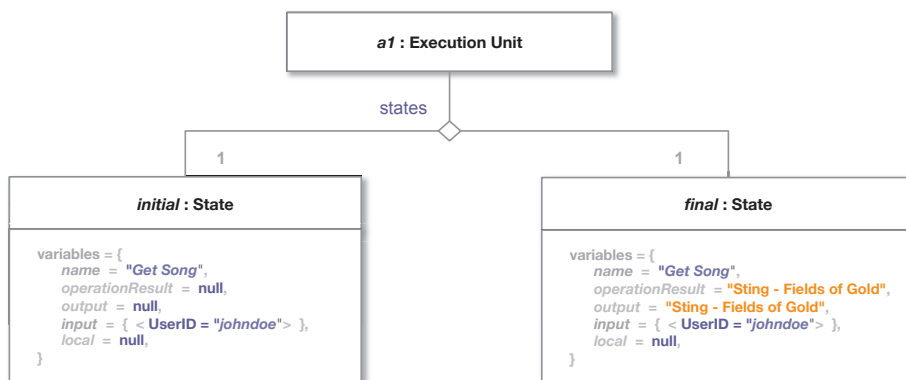 a1 : Execution Unit
states
1
1
initial : State
variables = {
name = "Get Song",
operationResult = null,
output = null,
input = { < UserID = "johndoe"> },
local = null,
}
final : State
variables = {
name = "Get Song",
operationResult = "Sting - Fields of Gold",
output = "Sting - Fields of Gold",
input = { < UserID = "johndoe"> },
local = null,
}